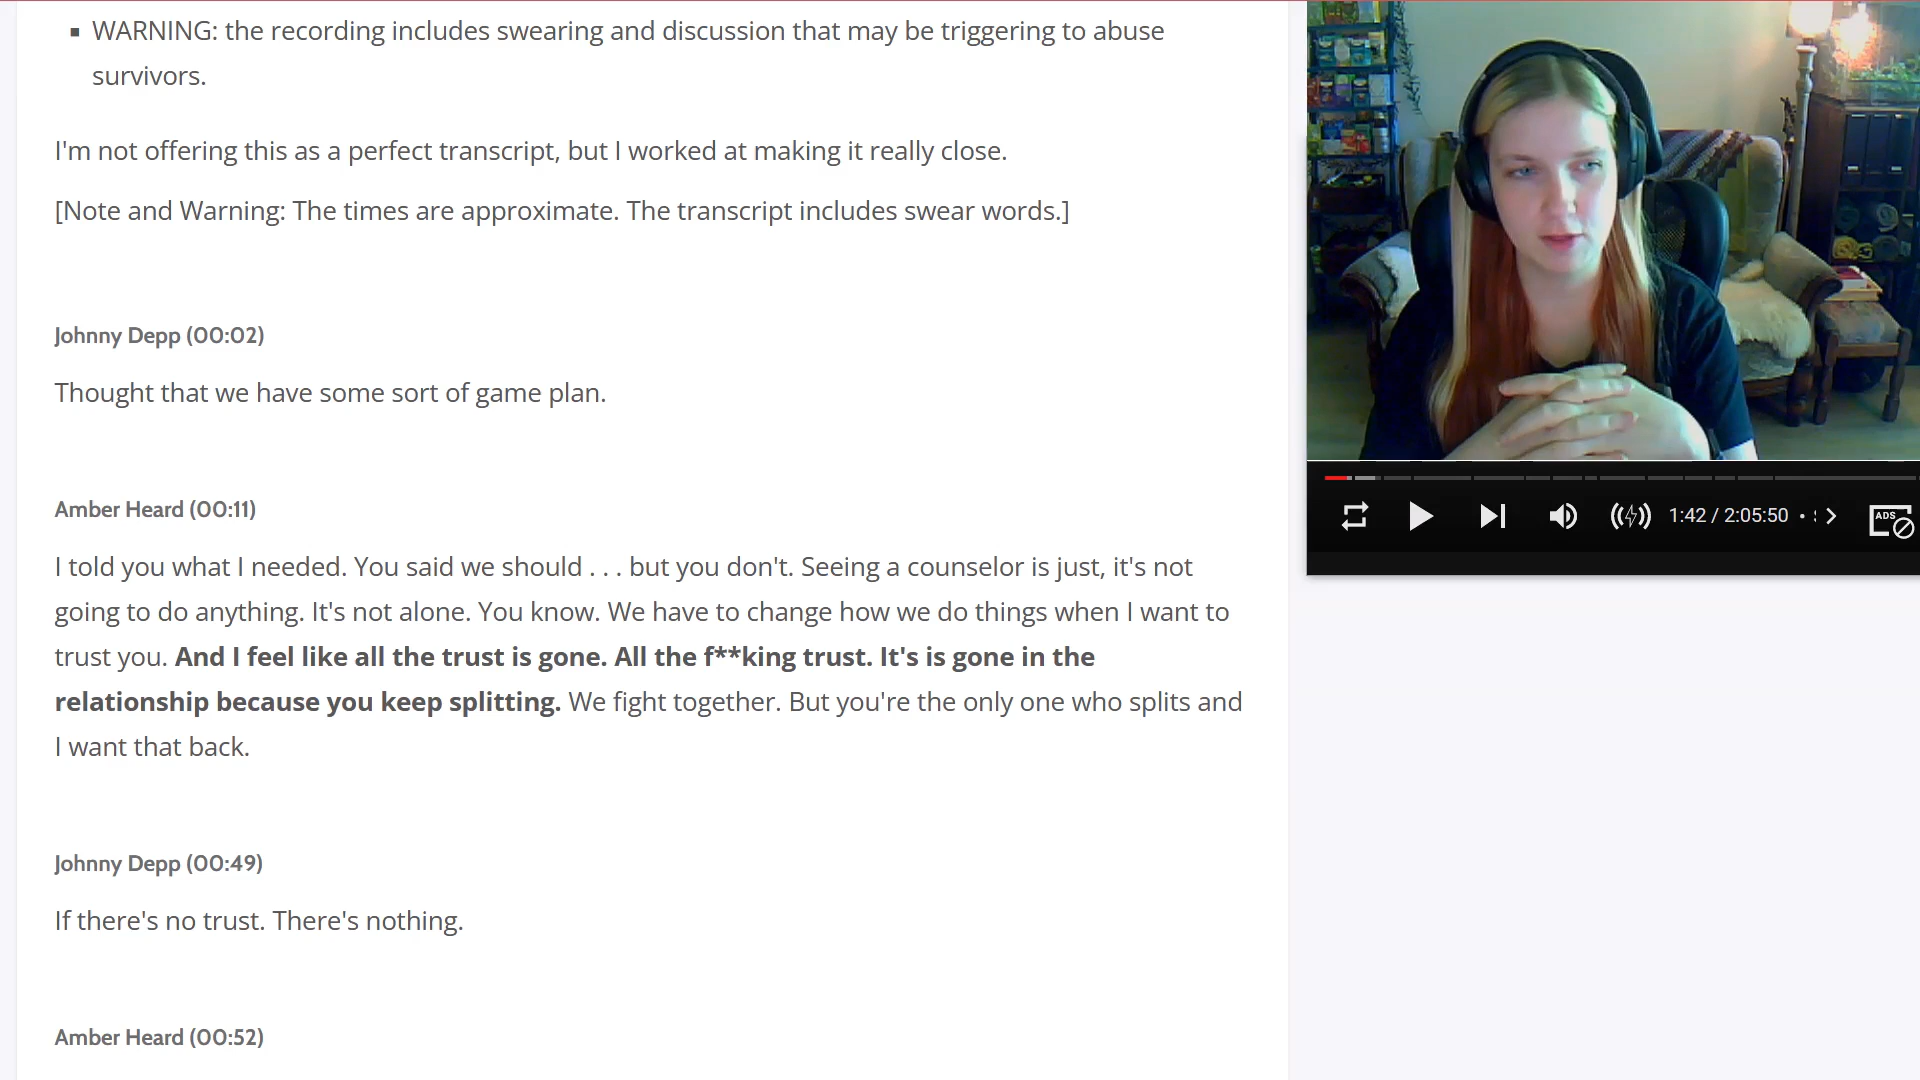 WARNING: the recording includes swearing and discussion that may be triggering to abuse
survivors.
I'm not offering this as a perfect transcript, but I worked at making it really close.
[Note and Warning: The times are approximate. The transcript includes swear words.]
Johnny Depp (00:02)
Thought that we have some sort of game plan.
Amber Heard (00:11)
I told you what I needed. You said we should . . . but you don't. Seeing a counselor is just, it's not
going to do anything. It's not alone. You know. We have to change how we do things when I want to
trust you. And I feel like all the trust is gone. All the f**king trust. It's is gone in the
relationship because you keep splitting. We fight together. But you're the only one who splits and
I want that back.
Johnny Depp (00:49)
If there's no trust. There's nothing.
Amber Heard (00:52)
1:42 / 2:05:50 •
ADS